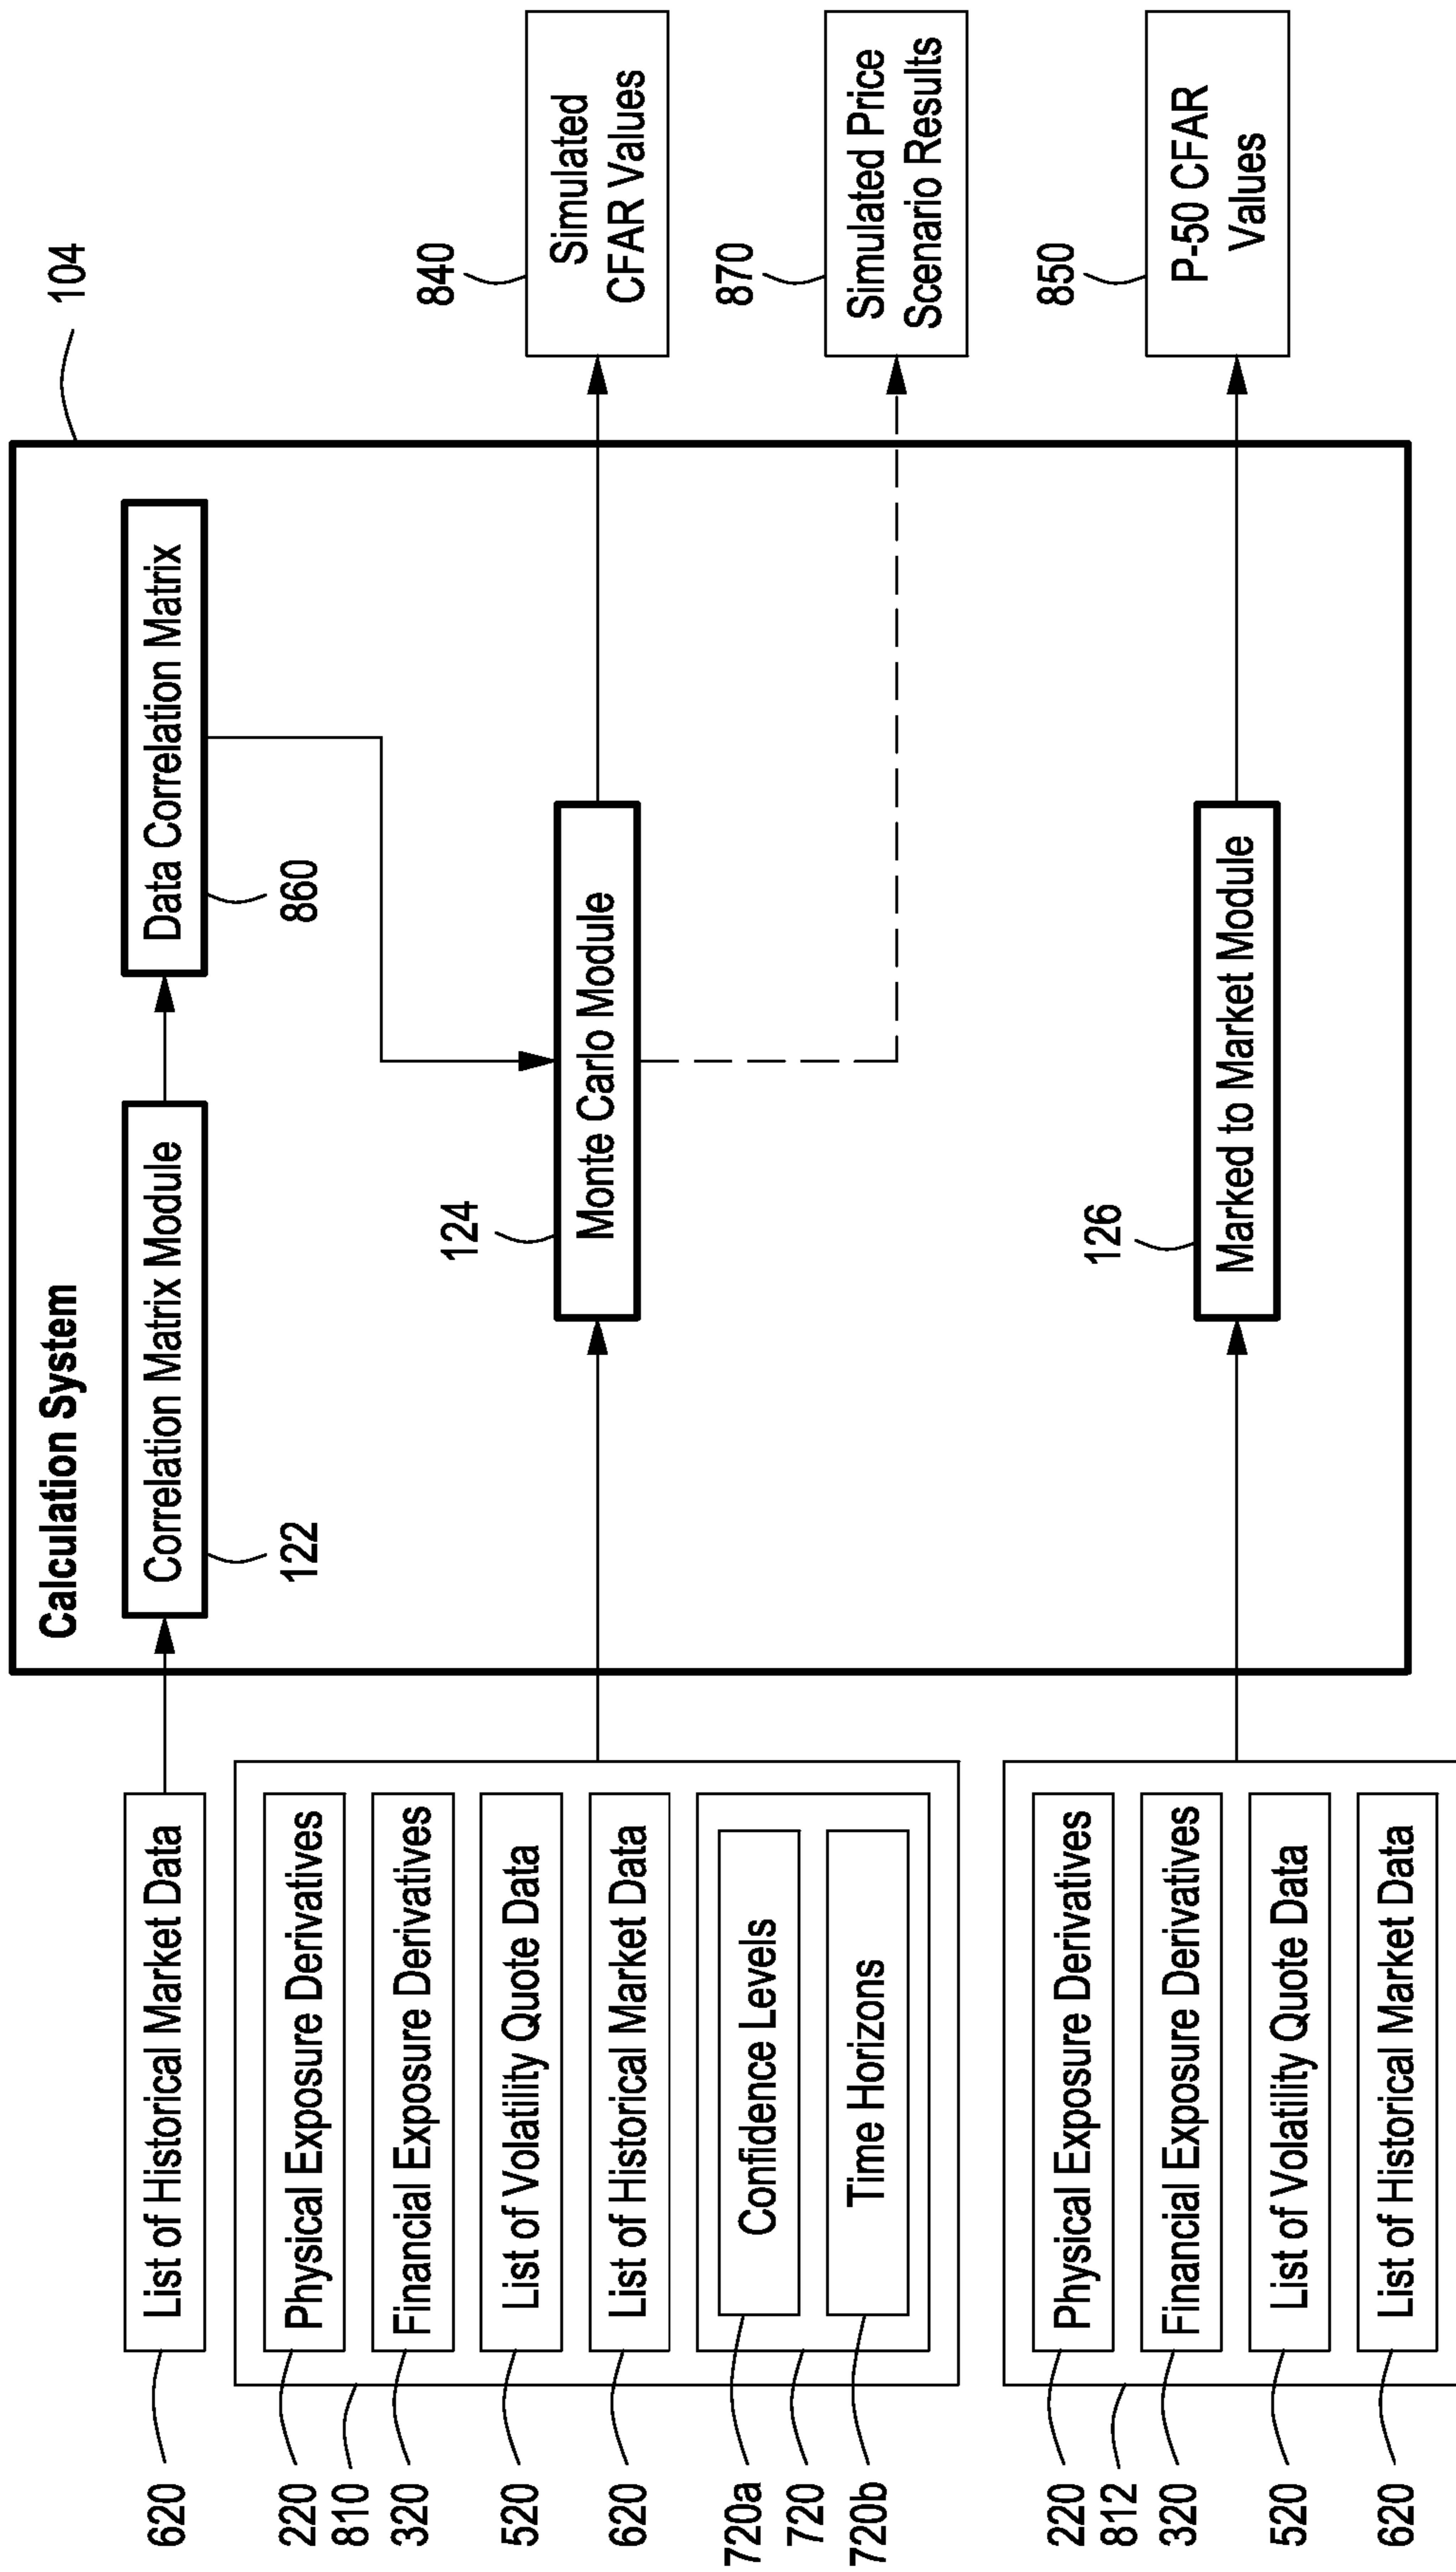 Calculation System
104
620
List of Historical Market Data
Correlation Matrix Module
122
Data Correlation Matrix
860
220
Physical Exposure Derivatives
810
320
Financial Exposure Derivatives
520
List of Volatility Quote Data
620
List of Historical Market Data
720a
Confidence Levels
720
720b
Time Horizons
124
Monte Carlo Module
840
Simulated
CFAR Values
870
Simulated Price
Scenario Results
220
Physical Exposure Derivatives
812
320
Financial Exposure Derivatives
520
List of Volatility Quote Data
620
List of Historical Market Data
126
Marked to Market Module
850
P-50 CFAR
Values